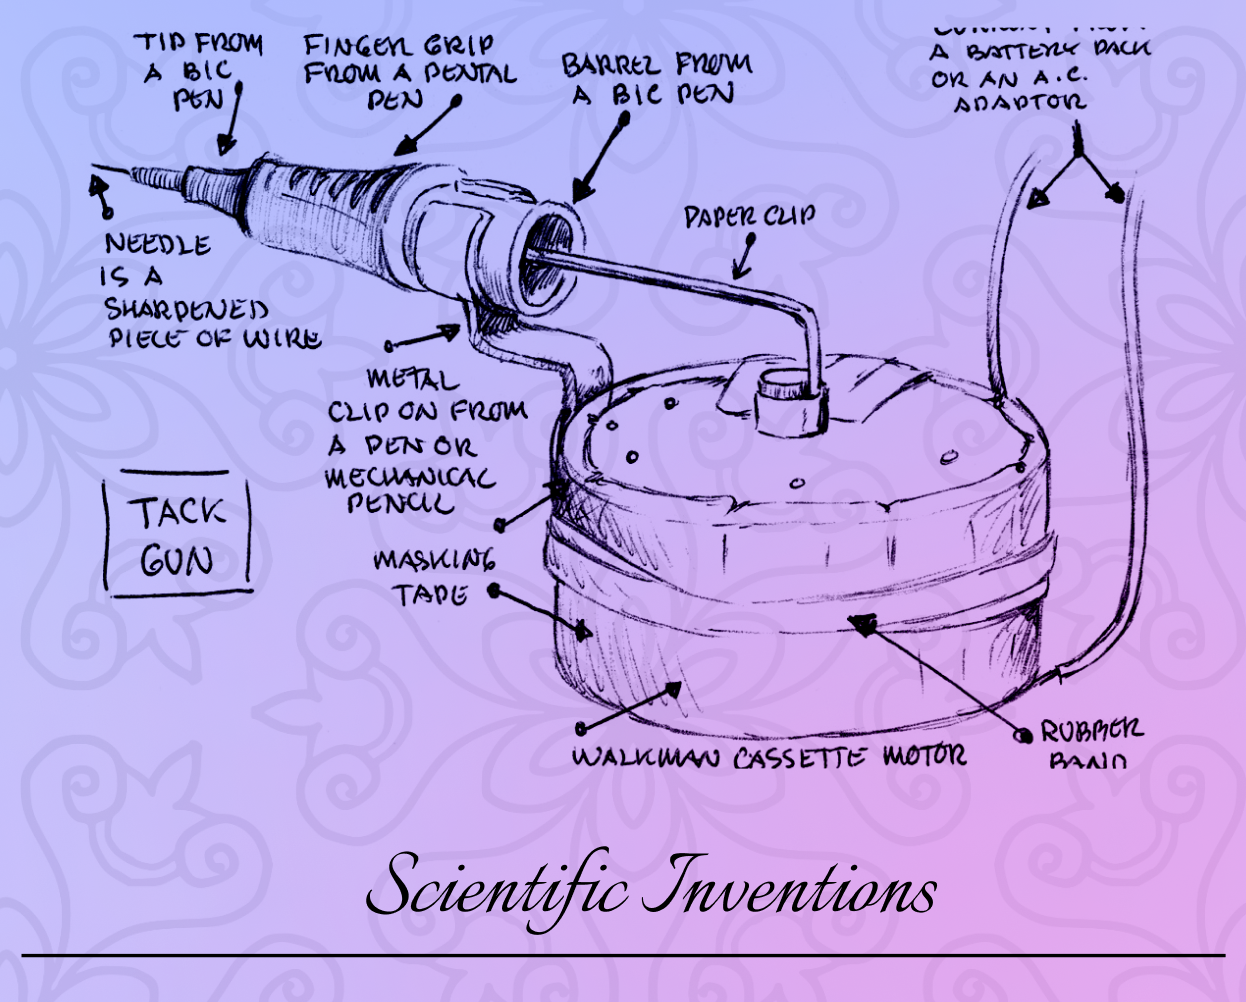 TIP FROM
A BIC
PEN
FINGER GRIP
FROM A DENTAL
PEN
BARREL FROM
A BIC PEN
A BATTERY PACK
OR AN A.C.
ADAPTOR
PAPER CLIP
NEEDLE
IS A
SHARPENED
PIECE OF WIRE
METAL
CLIP ON FROM
A PEN OR
MECHANICAL
PENCIL
TACK
GUN
MASKING
TAPE
RUBBER
BAND
WALKMAN CASSETTE MOTOR
Scientific Inventions